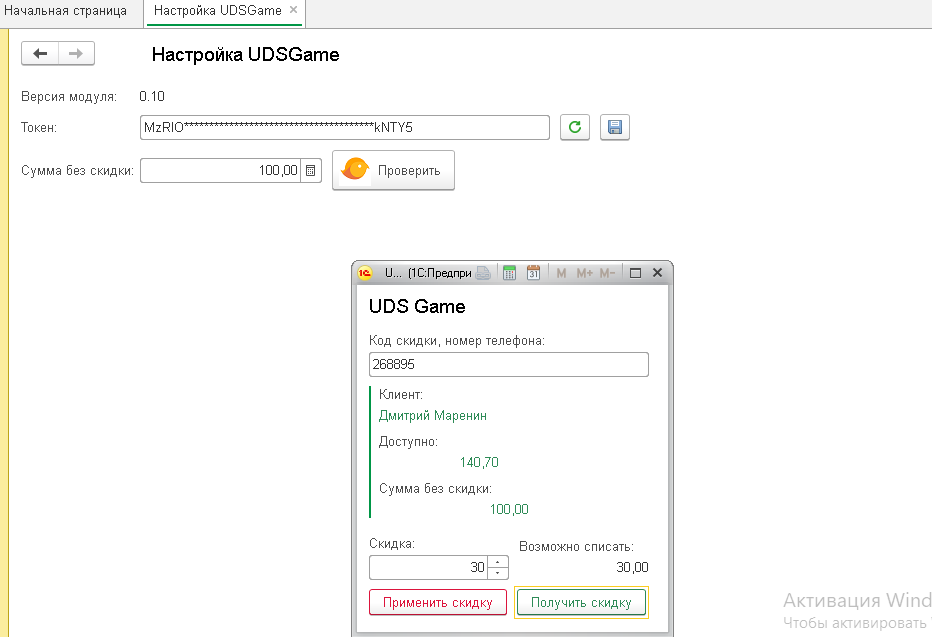 Начальная страница
Настройка UDSGame ×
Настройка UDSGame
Версия модуля: 0.10
Токен: MzRlO**************************************kNTY5
Сумма без скидки: 100,00
Проверить
1С U... (1С:Предпри 31 M M+ M-
UDS Game
Код скидки, номер телефона:
268895
Клиент:
Дмитрий Маренин
Доступно:
140,70
Сумма без скидки:
100,00
Скидка: Возможно списать:
30 30,00
Применить скидку Получить скидку
Активация Wind
Чтобы активировать